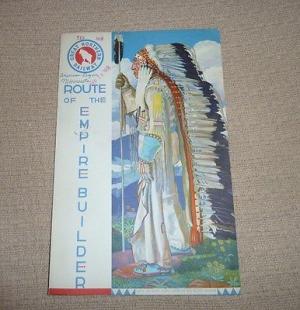 GREAT NORTHERN
RAILWAY
ROUTE
OF THE
EMPIRE BUILDER